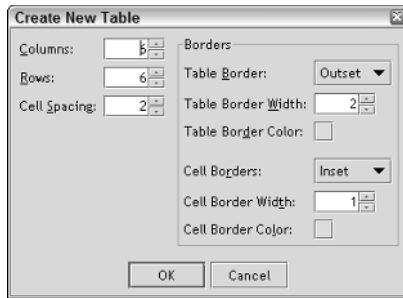 Create New Table
Columns:
Rows: 6
Cell Spacing: 2
Borders
Table Border: Outset
Table Border Width: 2
Table Border Color:
Cell Borders: Inset
Cell Border Width: 1
Cell Border Color:
OK Cancel